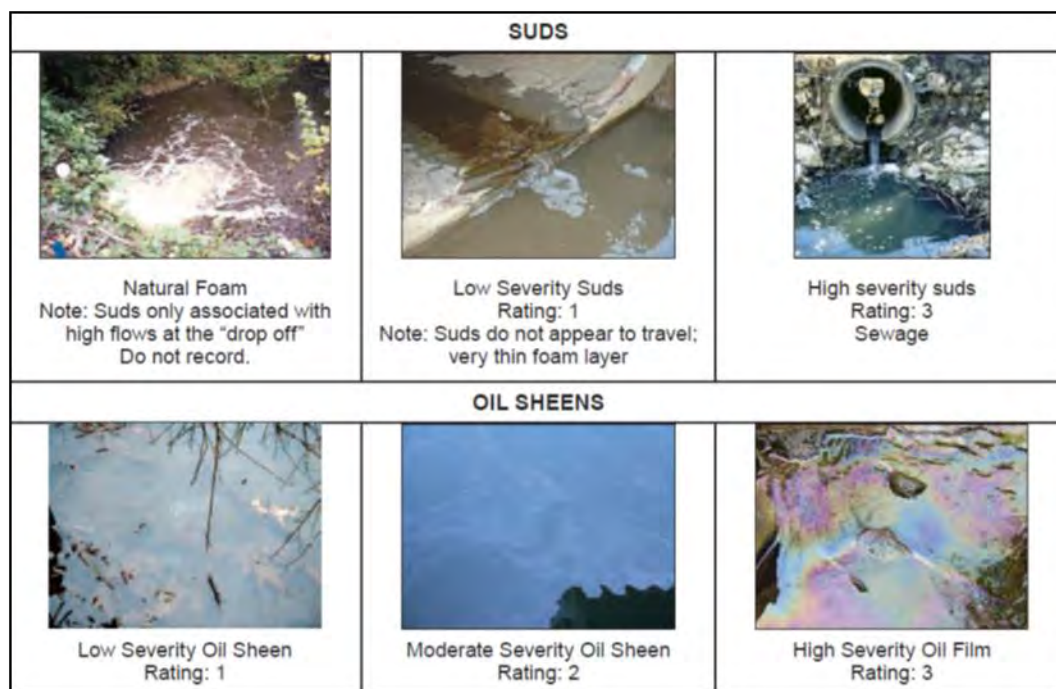 SUDS
Natural Foam
Note: Suds only associated with
high flows at the “drop off”
Do not record.
Low Severity Suds
Rating: 1
Note: Suds do not appear to travel;
very thin foam layer
High severity suds
Rating: 3
Sewage
OIL SHEENS
Low Severity Oil Sheen
Rating: 1
Moderate Severity Oil Sheen
Rating: 2
High Severity Oil Film
Rating: 3